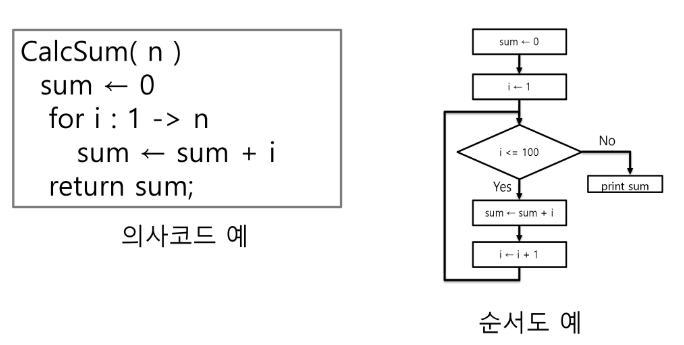 CalcSum( n )
sum ← 0
for i : 1 -> n
sum ← sum + i
return sum;
의사코드 예
sum ← 0
i ← 1
i <= 100
No
print sum
Yes
sum ← sum + i
i ← i + 1
순서도 예